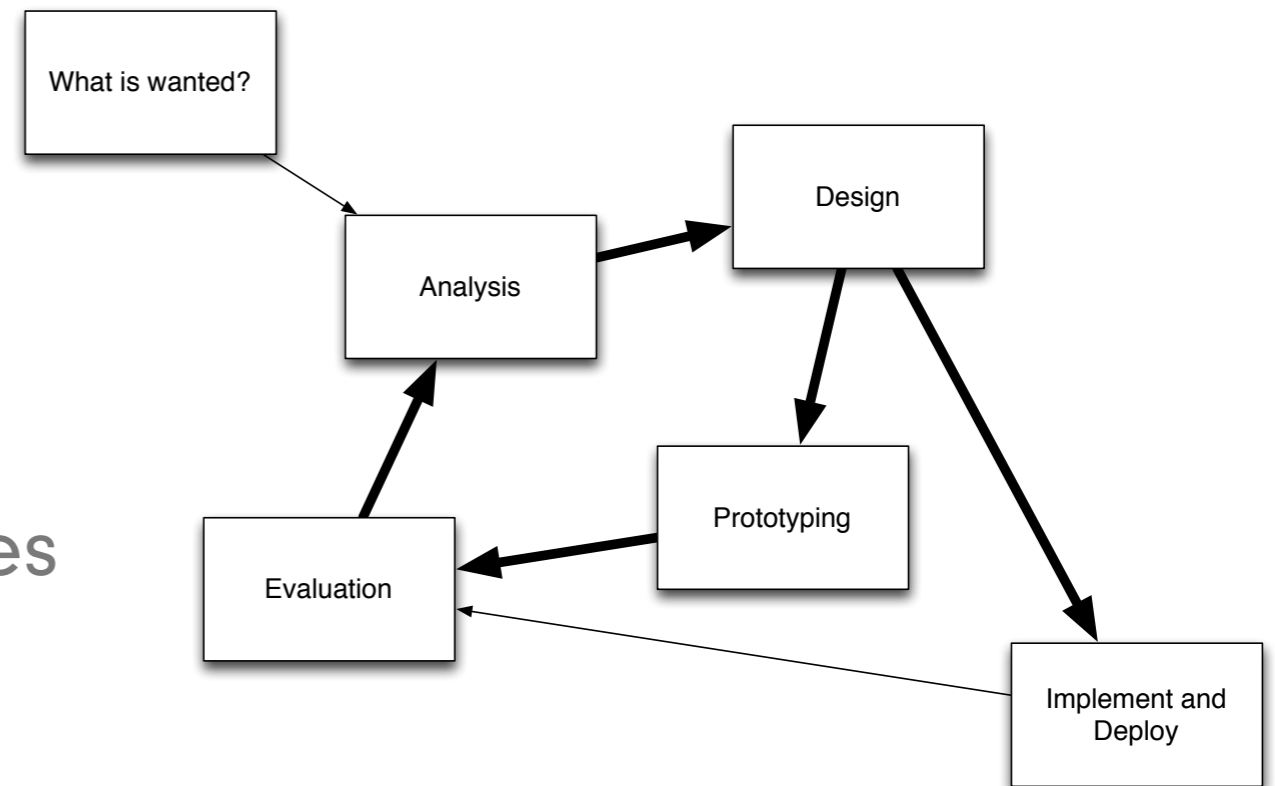 What is wanted?
Design
Analysis
Prototyping
Evaluation
Implement and
Deploy